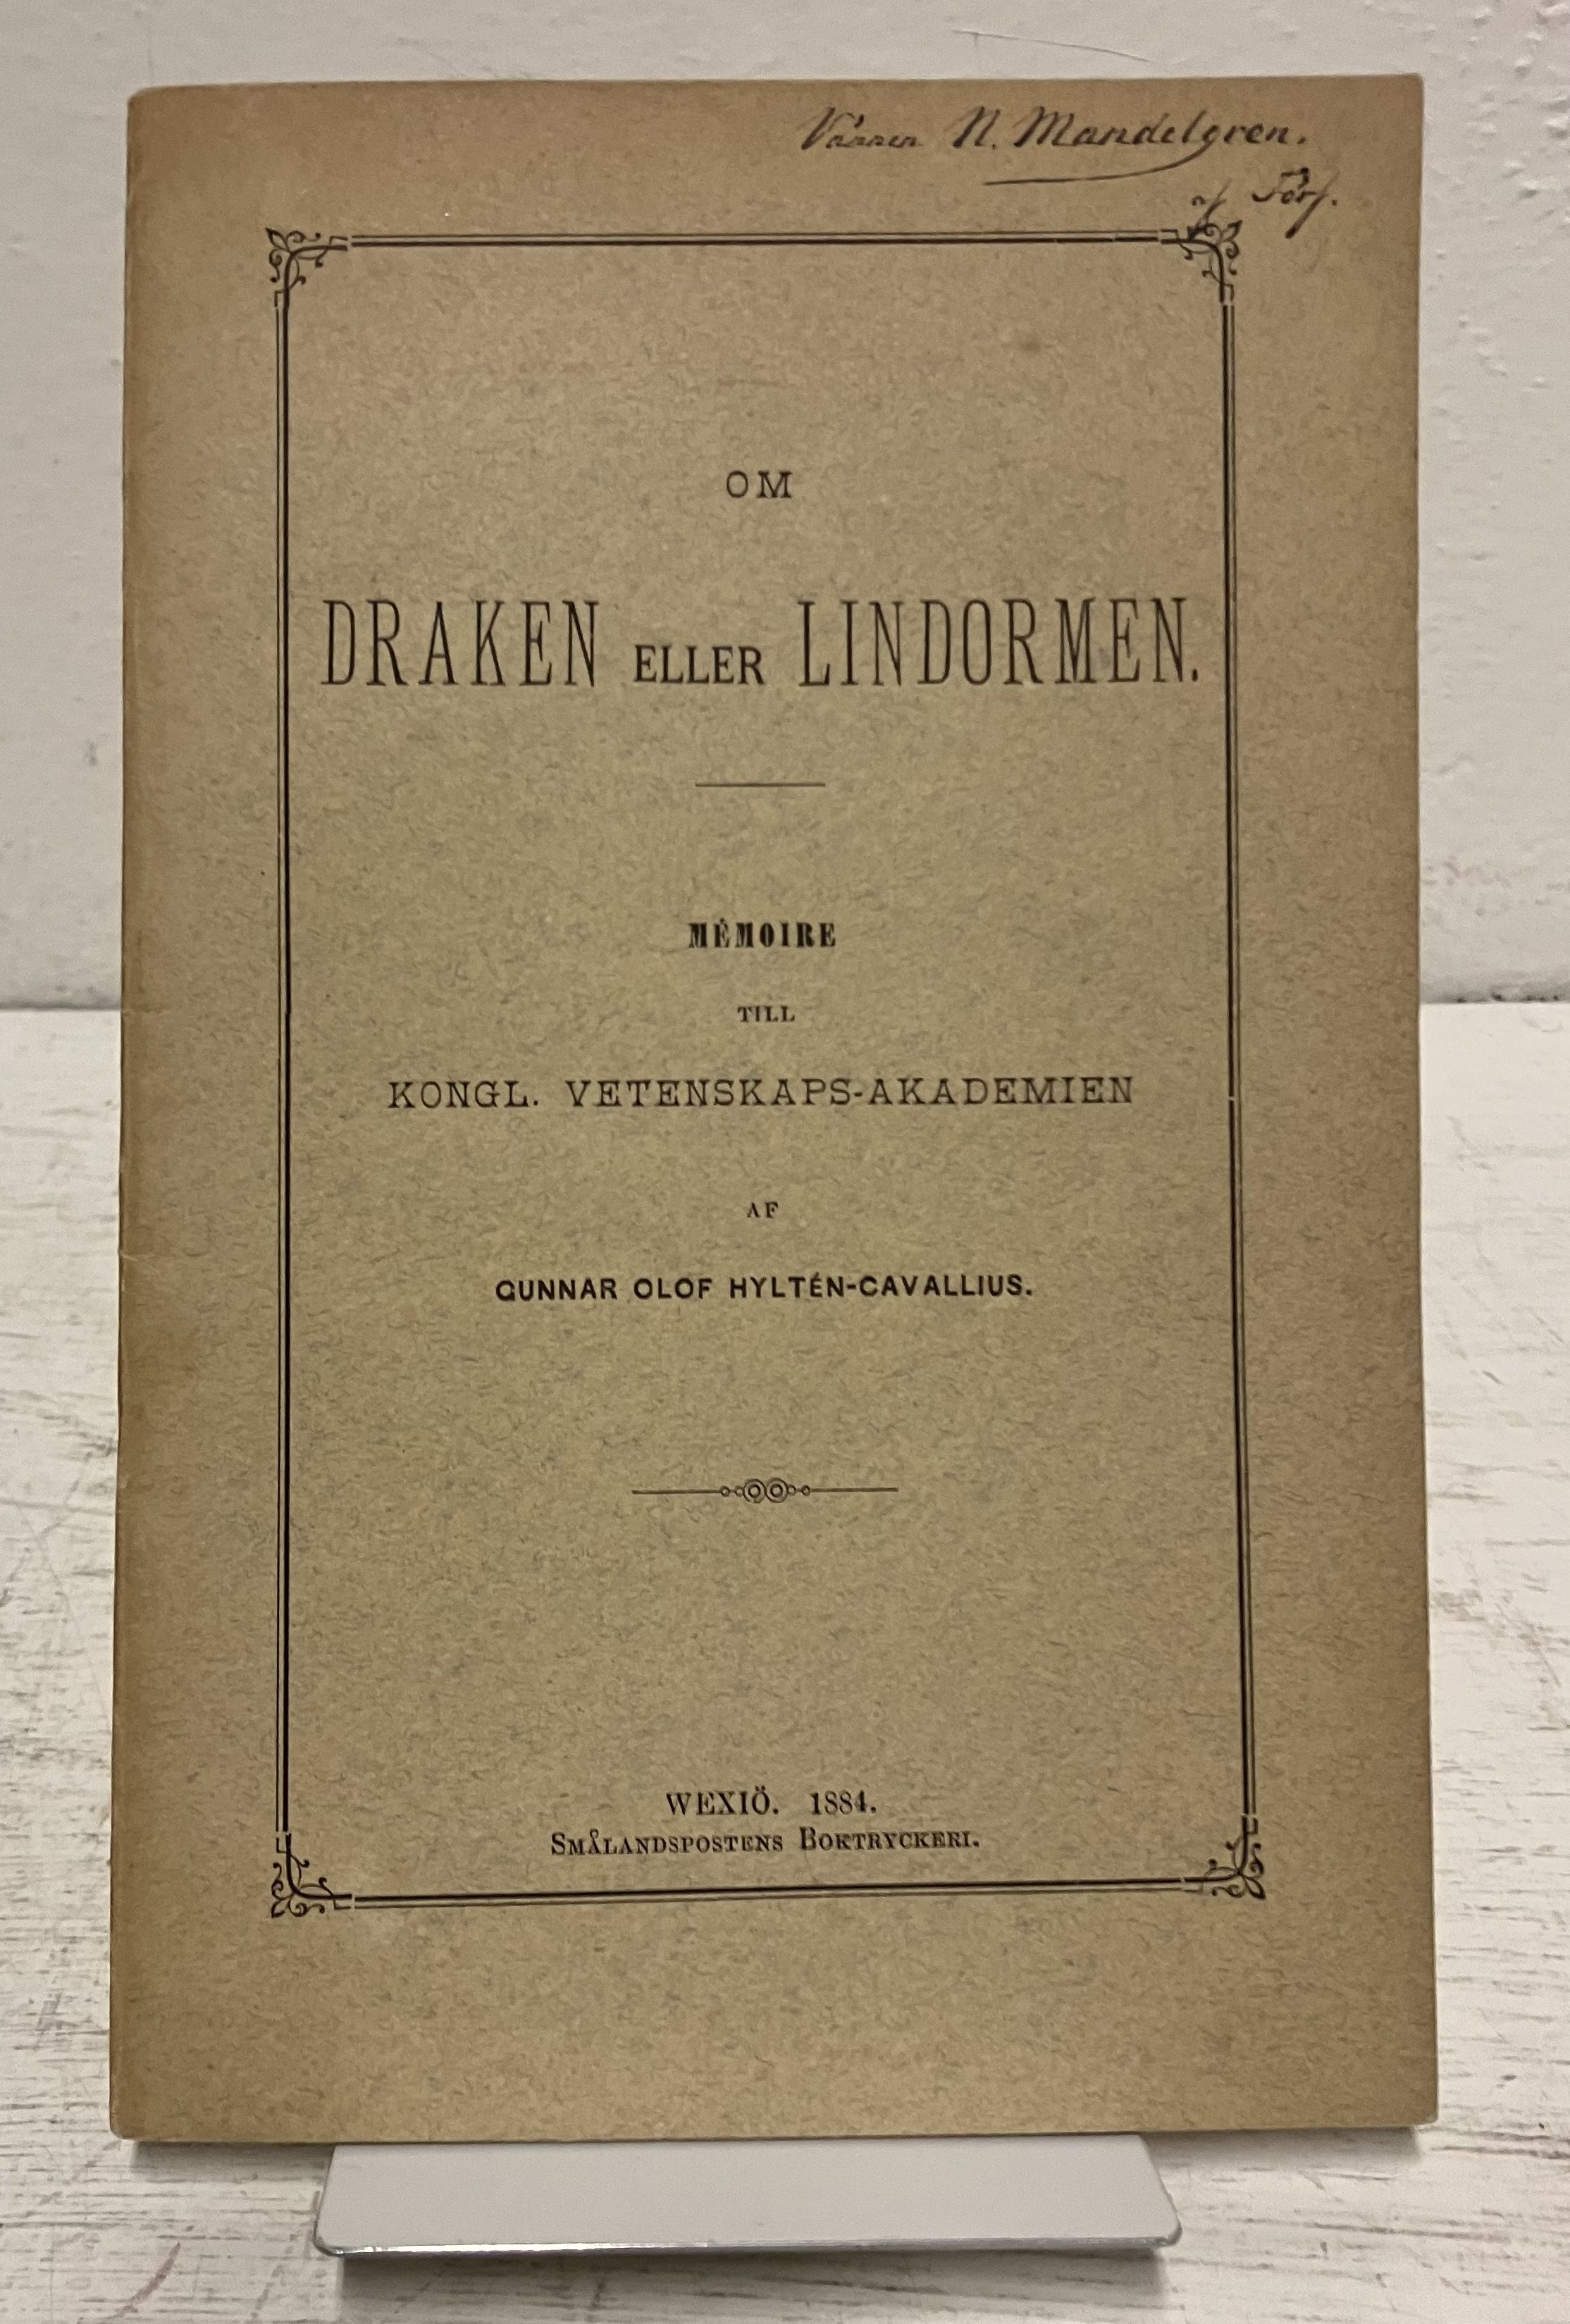 Vännen N. Mandelgren.
af Förf.
OM
DRAKEN ELLER LINDORMEN.
MÉMOIRE
TILL
KONGL. VETENSKAPS-AKADEMIEN
AF
GUNNAR OLOF HYLTÉN-CAVALLIUS.
WEXIÖ. 1884.
SMÅLANDSPOSTENS BOKTRYCKERI.